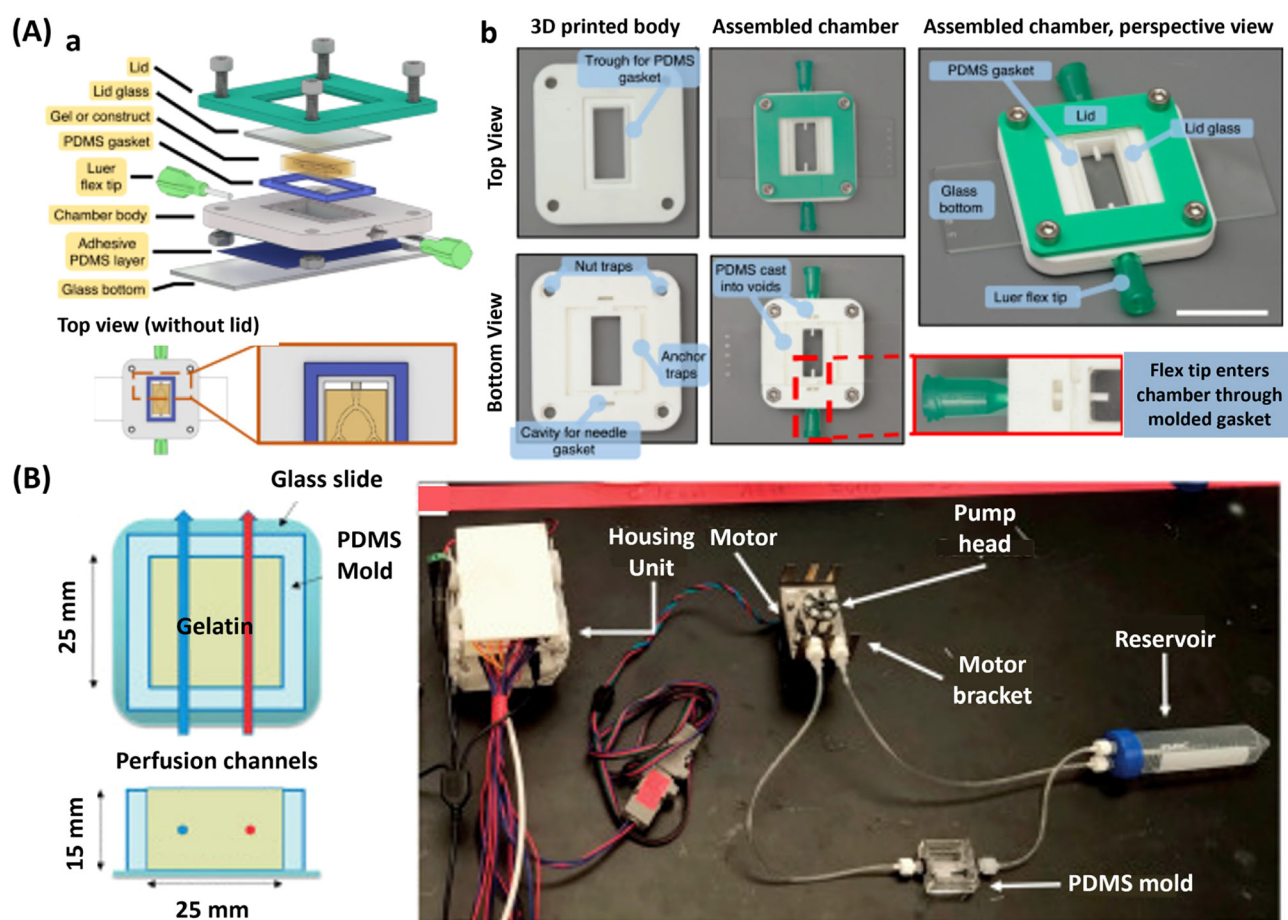 (A)
a
Lid
Lid glass
Gel or construct
PDMS gasket
Luer
flex tip
Chamber body
Adhesive
PDMS layer
Glass bottom
Top view (without lid)
b
3D printed body
Assembled chamber
Assembled chamber, perspective view
Top View
Trough for PDMS
gasket
PDMS gasket
Lid
Lid glass
Glass
bottom
Luer flex tip
Bottom View
Nut traps
Anchor
traps
Cavity for needle
gasket
PDMS cast
into voids
Flex tip enters
chamber through
molded gasket
(B)
Glass slide
PDMS
Mold
25 mm
Gelatin
Perfusion channels
15 mm
25 mm
Housing
Unit
Motor
Pump
head
Motor
bracket
Reservoir
PDMS mold